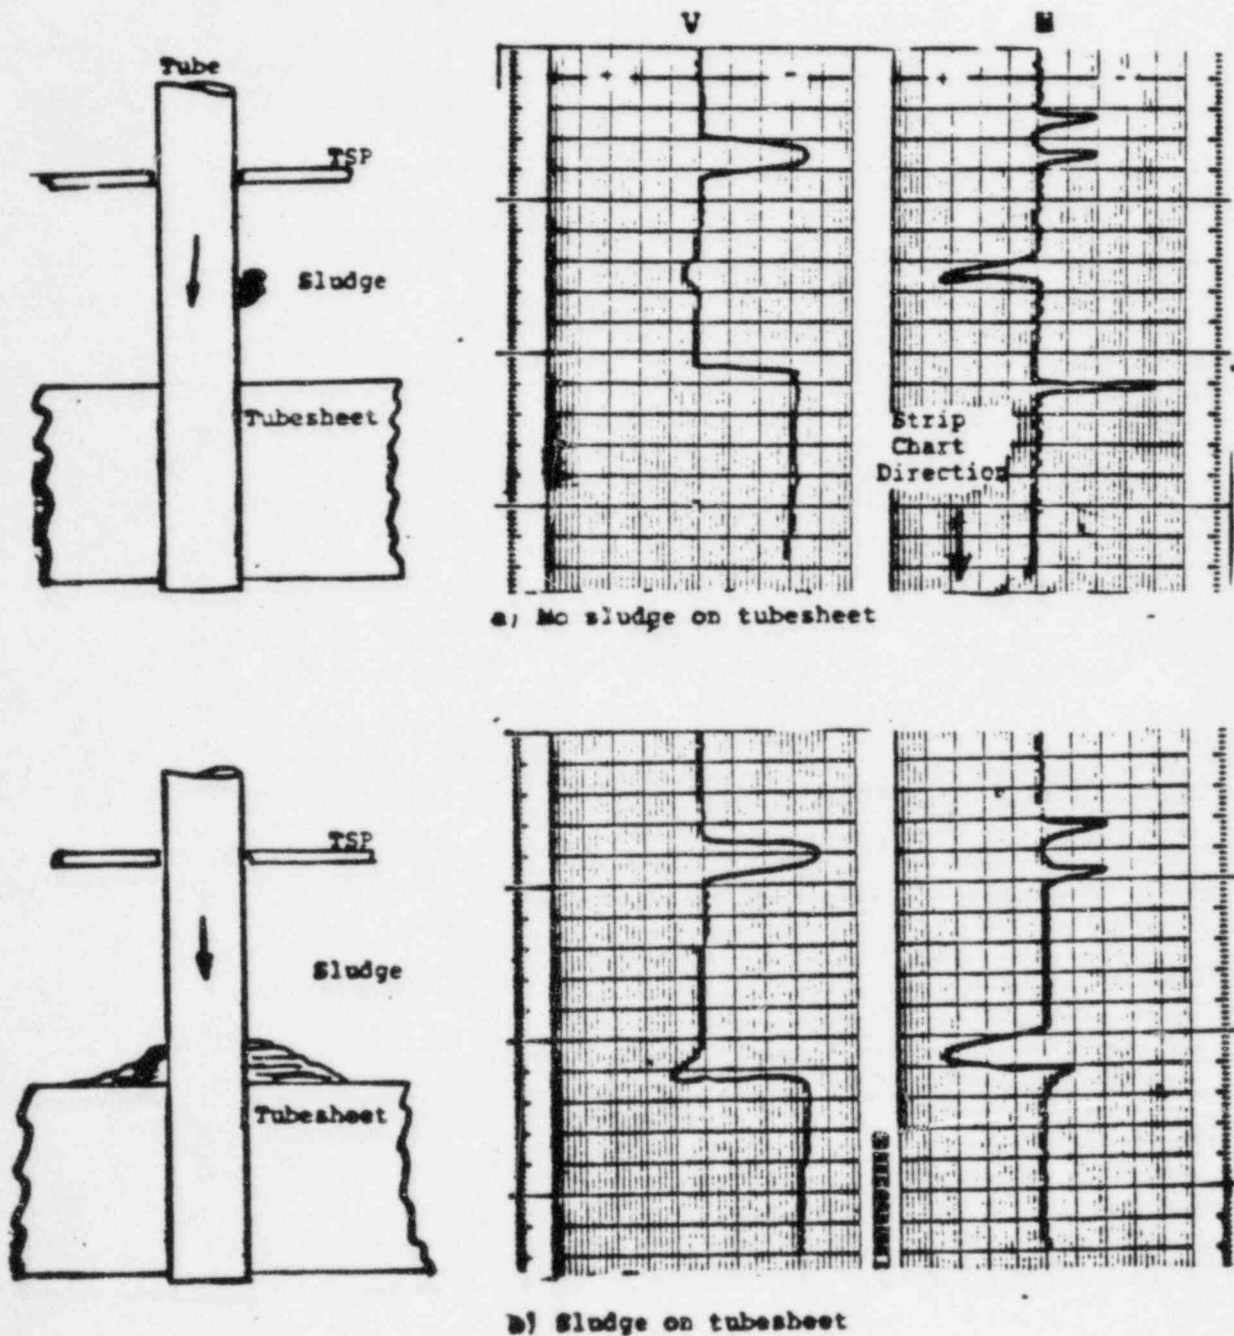 V H
Tube
+ - + -
TSP
Sludge
Tubesheet
Strip
Chart
Direction
a) No sludge on tubesheet
TSP
Sludge
Tubesheet
b) Sludge on tubesheet